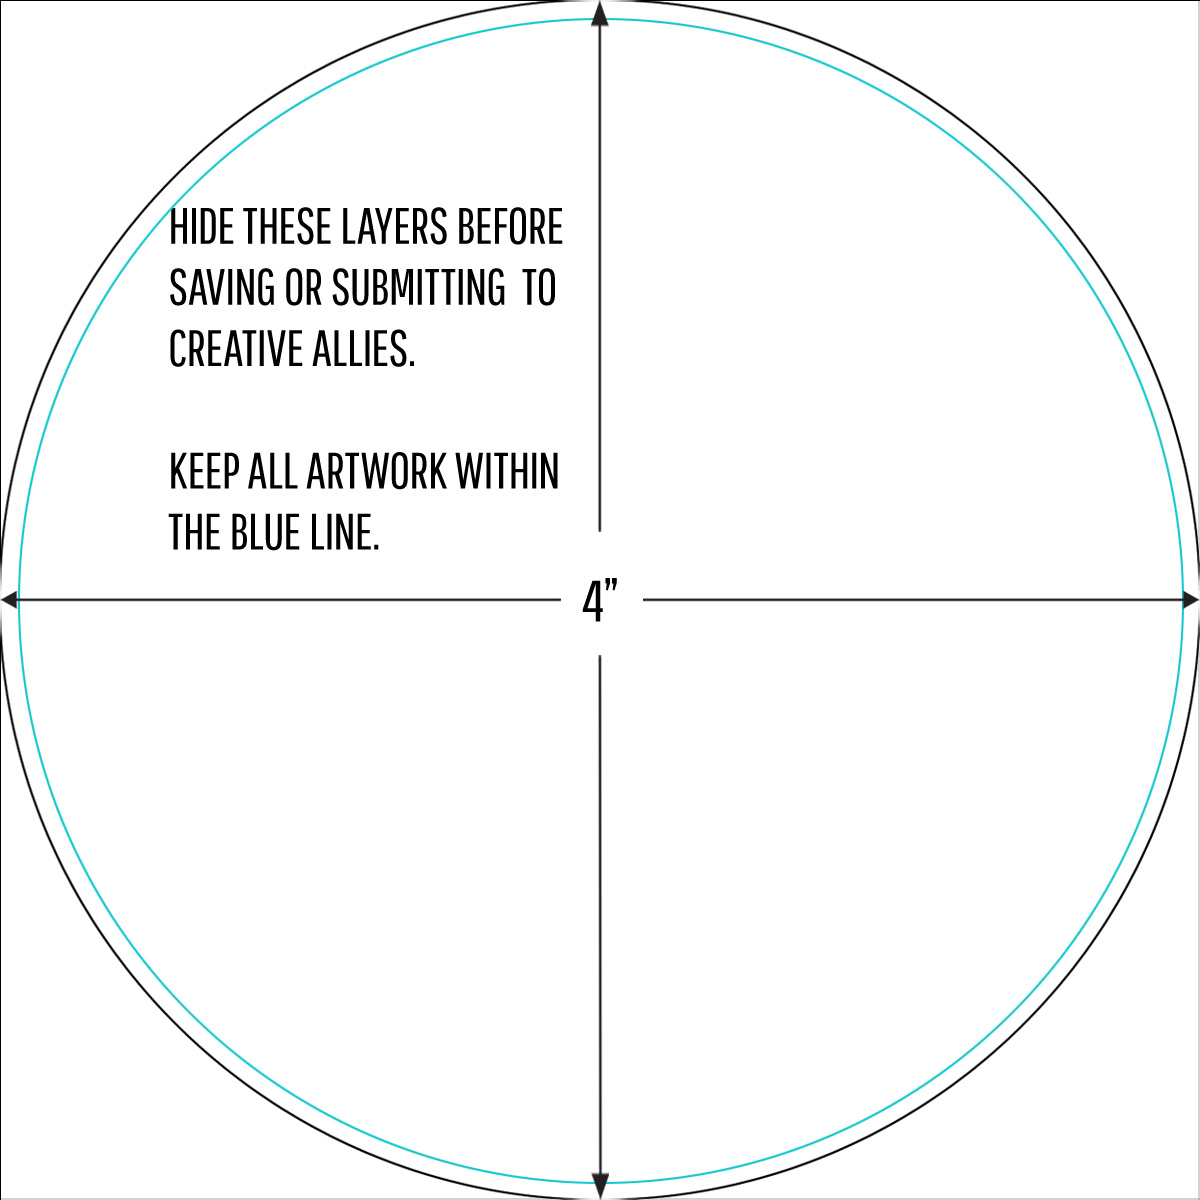 HIDE THESE LAYERS BEFORE
SAVING OR SUBMITTING  TO
CREATIVE ALLIES.
KEEP ALL ARTWORK WITHIN
THE BLUE LINE.
4”